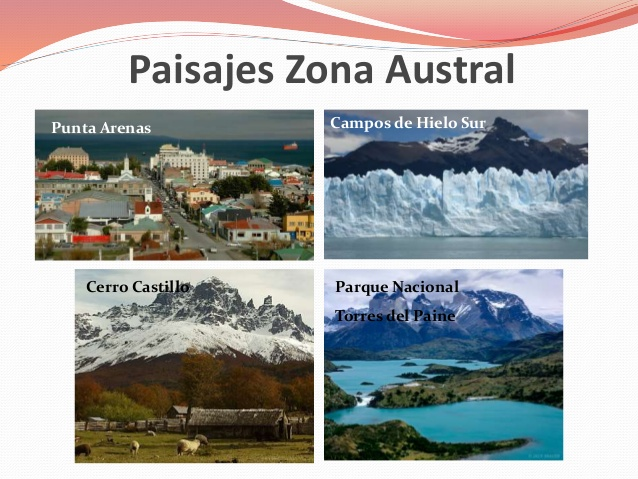 Paisajes Zona Austral
Punta Arenas
Campos de Hielo Sur
Cerro Castillo
Parque Nacional
Torres del Paine